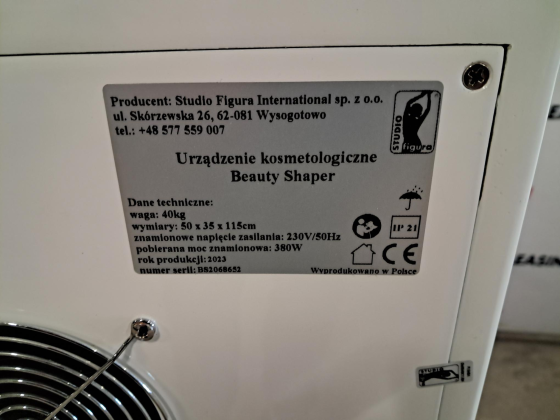 Producent: Studio Figura International sp. z o.o.
ul. Skórzewska 26, 62-081 Wysogotowo
tel.: +48 577 559 007
STUDIO
figura
Urządzenie kosmetologiczne
Beauty Shaper
Dane techniczne:
waga: 40kg
wymiary: 50 x 35 x 115cm
znamionowe napięcie zasilania: 230V/50Hz
pobierana moc znamionowa: 380W
rok produkcji: 2023
numer serii: BS2068652
IP 21
CE
Wyprodukowano w Polsce
EASIN